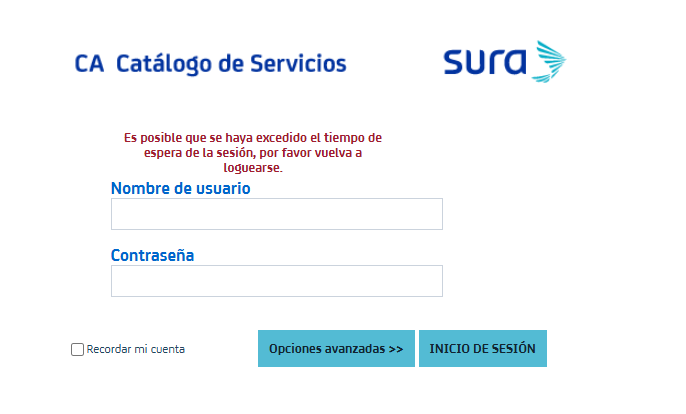 CA Catálogo de Servicios
sura
Es posible que se haya excedido el tiempo de
espera de la sesión, por favor vuelva a
loguearse.
Nombre de usuario
Contraseña
Recordar mi cuenta
Opciones avanzadas >>
INICIO DE SESIÓN